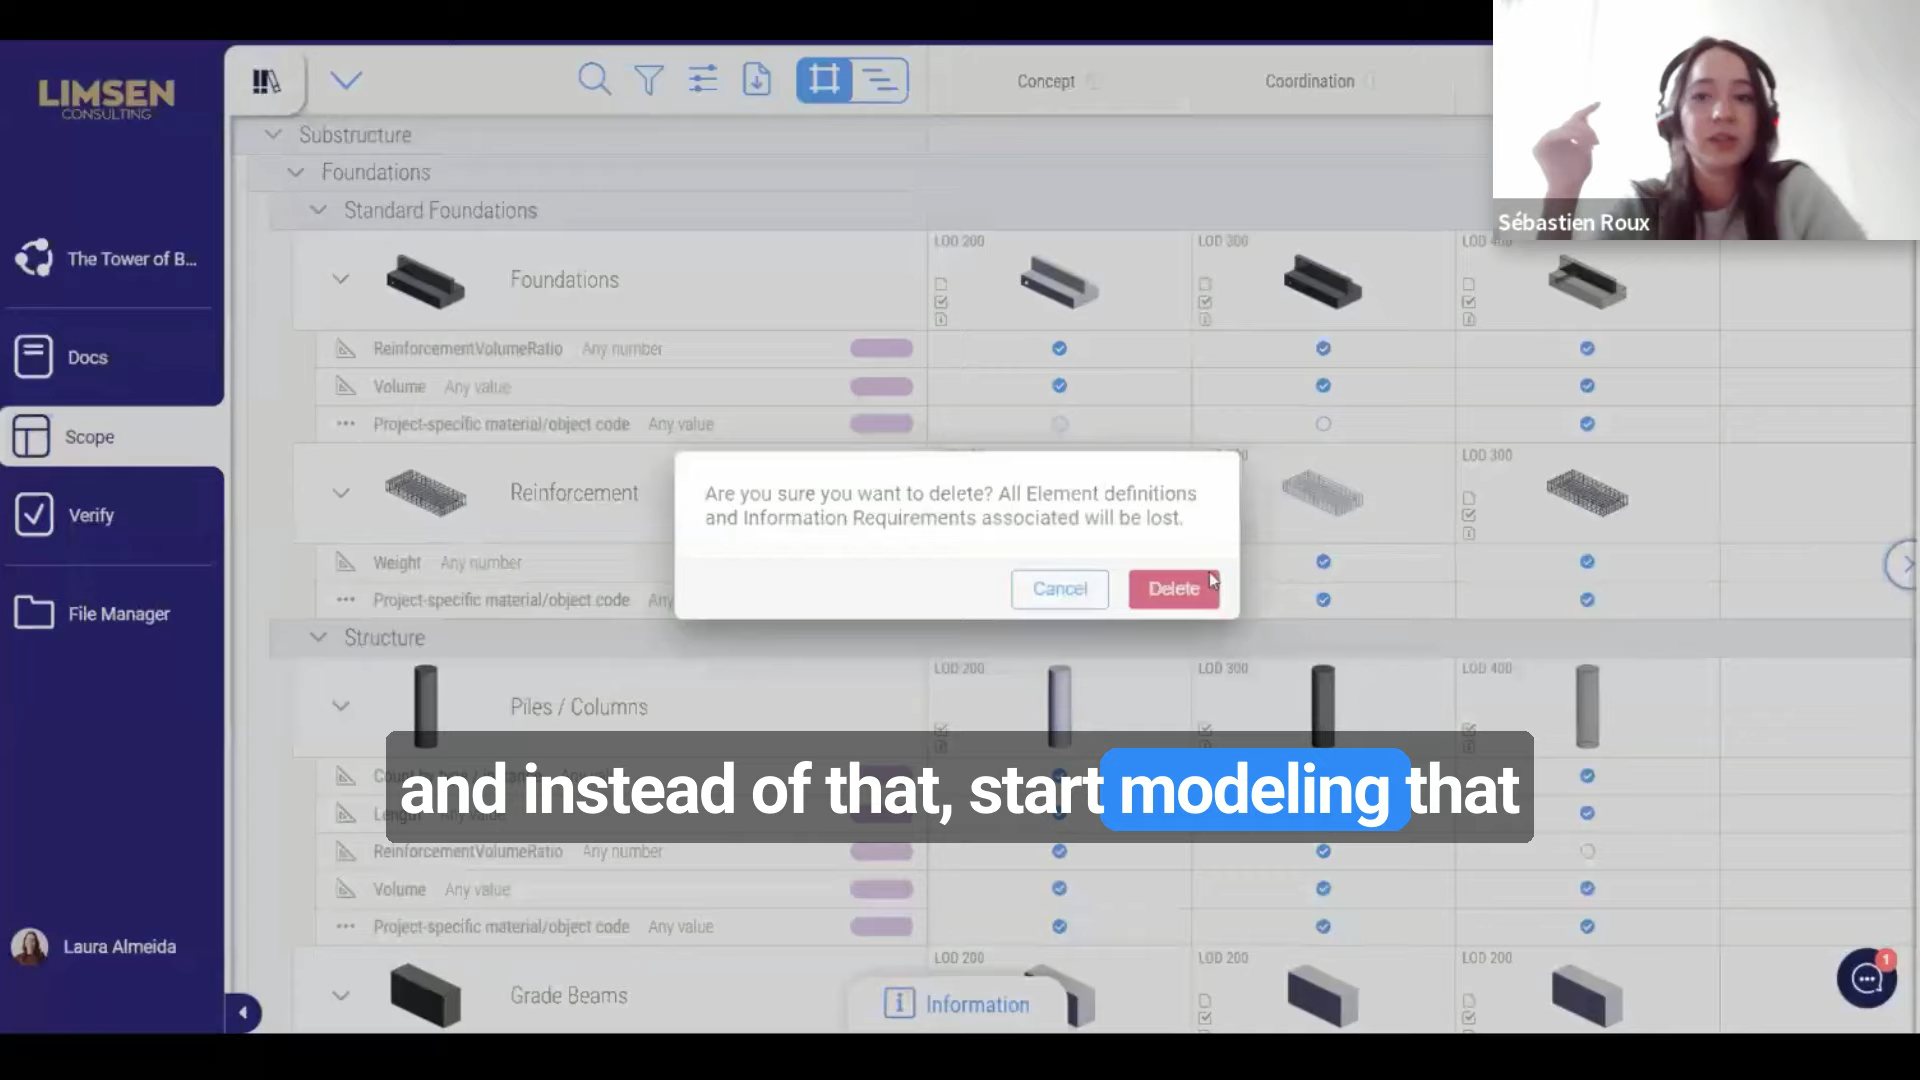 LIMSEN
CONSULTING
Concept
Coordination
Substructure
Foundations
Standard Foundations
Sébastien Roux
The Tower of B...
LOD 200
LOD 300
Foundations
ReinforcementVolumeRatio Any number
Docs
Volume Any value
Project-specific material/object code Any value
Scope
LOD 300
Reinforcement
Are you sure you want to delete? All Element definitions
and Information Requirements associated will be lost.
Verify
Weight Any number
Cancel
Delete
Project-specific material/object code
File Manager
Structure
LOD 200
LOD 300
LOD 400
Piles / Columns
and instead of that, start modeling that
ReinforcementVolumeRatio Any number
Volume Any value
Project-specific material/object code Any value
Laura Almeida
LOD 200
LOD 200
LOD 200
1
Grade Beams
Information